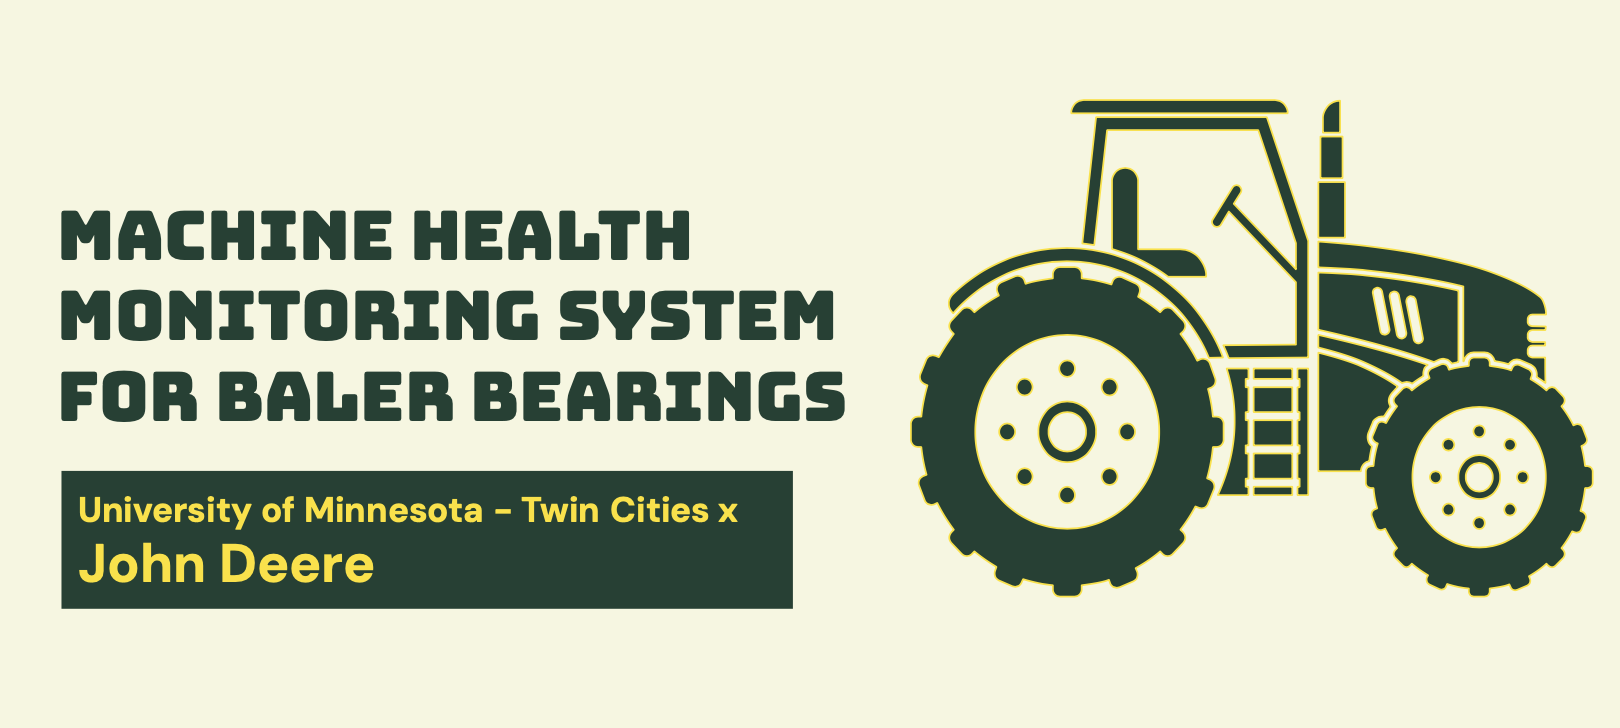 MACHINE HEALTH
MONITORING SYSTEM
FOR BALER BEARINGS
University of Minnesota - Twin Cities x
John Deere